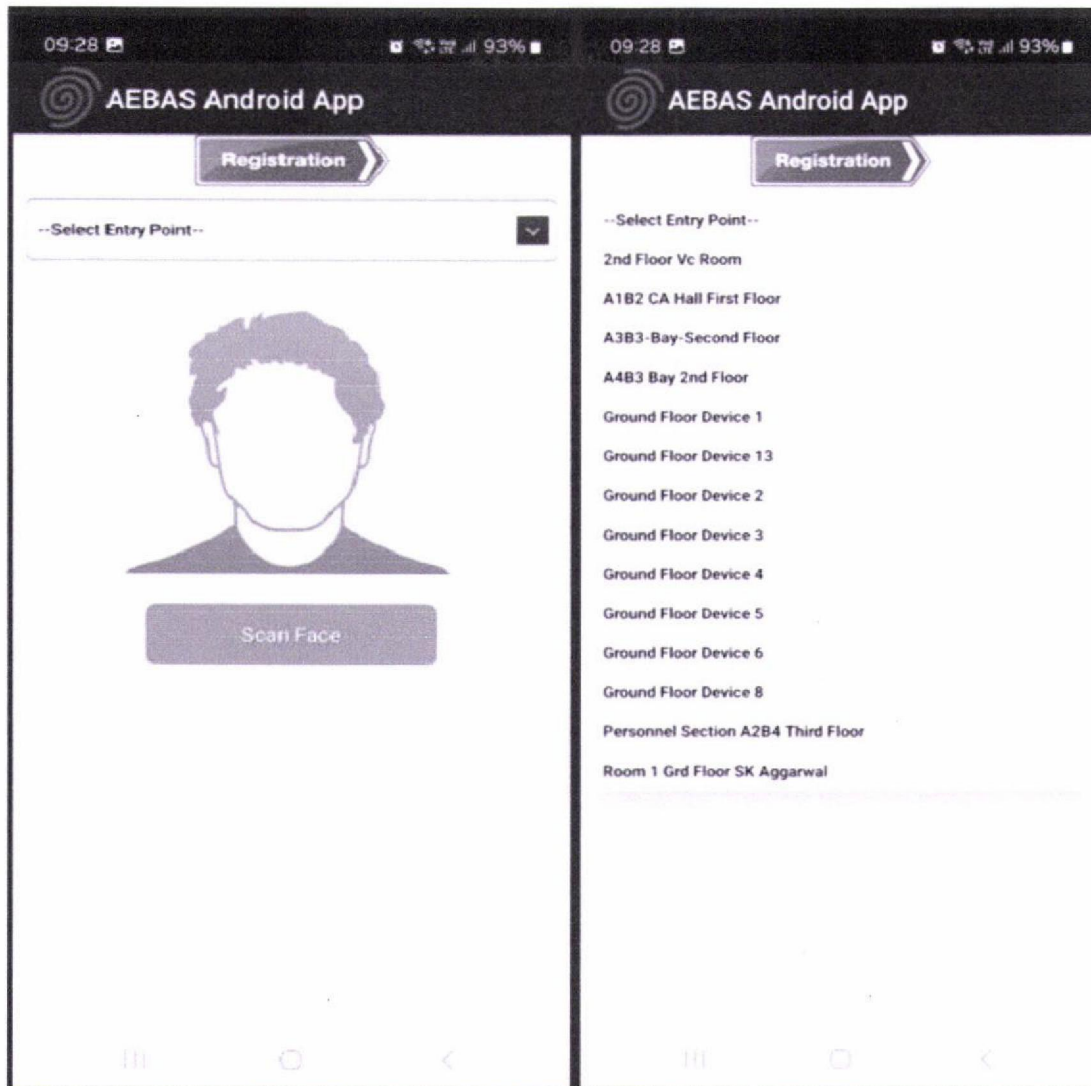 09:28
93%
AEBAS Android App
Registration
--Select Entry Point--
Scan Face
09:28
93%
AEBAS Android App
Registration
--Select Entry Point--
2nd Floor Vc Room
A1B2 CA Hall First Floor
A3B3-Bay-Second Floor
A4B3 Bay 2nd Floor
Ground Floor Device 1
Ground Floor Device 13
Ground Floor Device 2
Ground Floor Device 3
Ground Floor Device 4
Ground Floor Device 5
Ground Floor Device 6
Ground Floor Device 8
Personnel Section A2B4 Third Floor
Room 1 Grd Floor SK Aggarwal